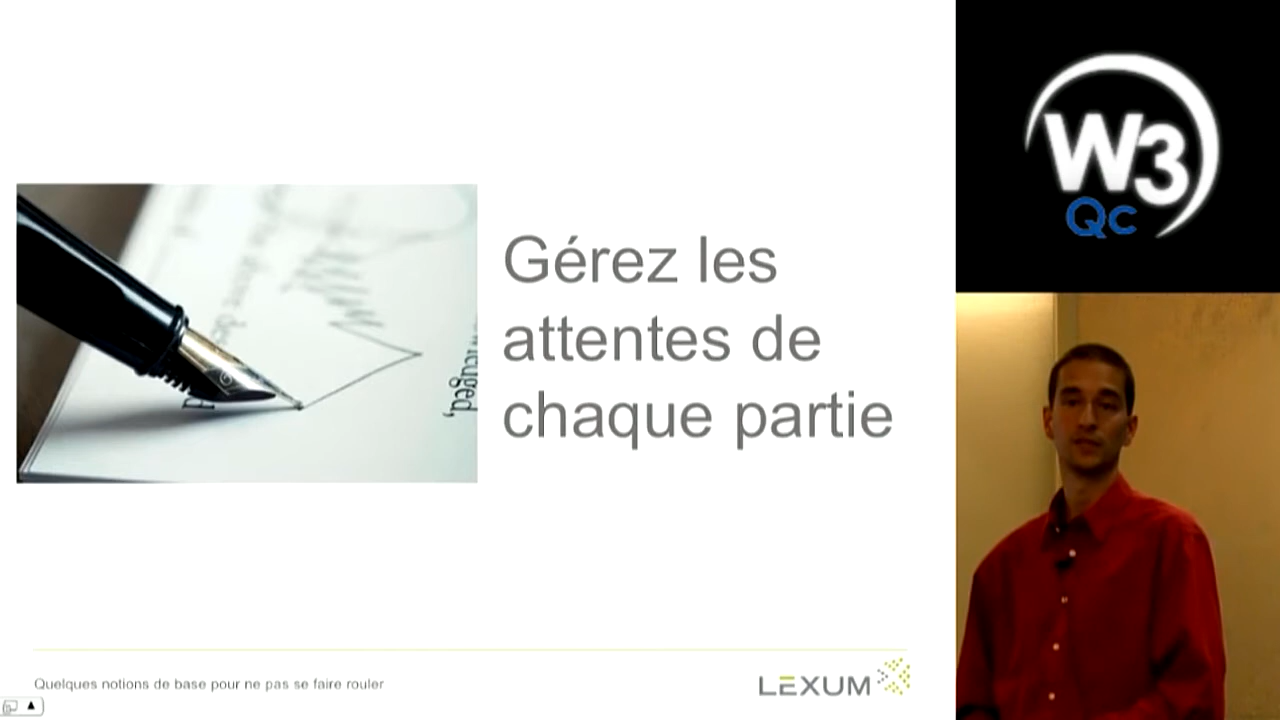 Gérez les
attentes de
chaque partie
Quelques notions de base pour ne pas se faire rouler
LEXUM
W3
Qc